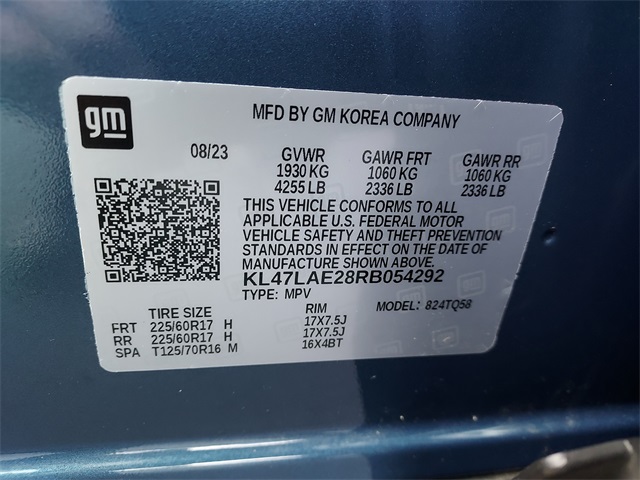 gm
MFD BY GM KOREA COMPANY
08/23 GVWR GAWR FRT GAWR RR
1930 KG 1060 KG 1060 KG
4255 LB 2336 LB 2336 LB
THIS VEHICLE CONFORMS TO ALL
APPLICABLE U.S. FEDERAL MOTOR
VEHICLE SAFETY AND THEFT PREVENTION
STANDARDS IN EFFECT ON THE DATE OF
MANUFACTURE SHOWN ABOVE.
KL47LAE28RB054292
TYPE: MPV MODEL: 824TQ58
TIRE SIZE RIM
FRT 225/60R17 H 17X7.5J
RR 225/60R17 H 17X7.5J
SPA T125/70R16 M 16X4BT